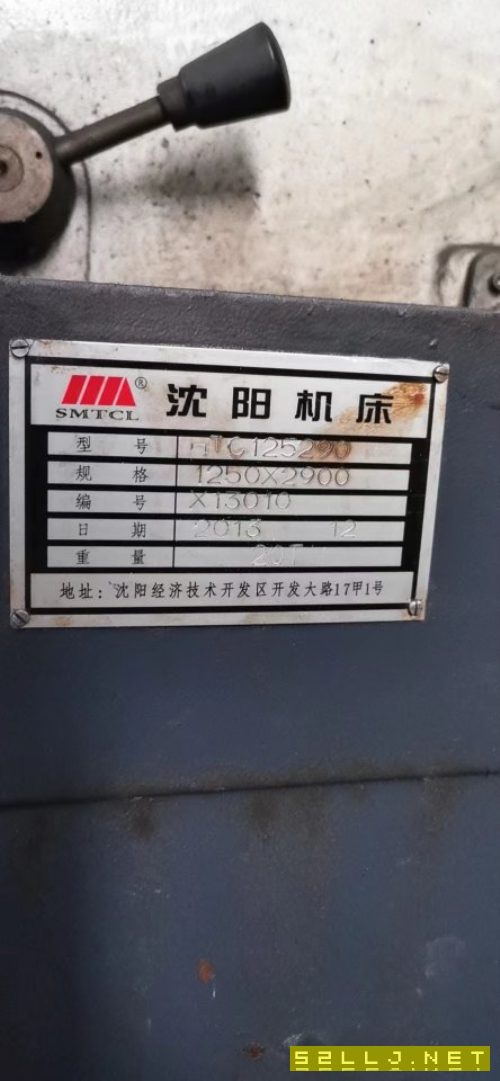 SMTCL® 沈阳机床
型号 HTC125290
规格 1250X2900
编号 X13010
日期 2013 12
重量 20T
地址：沈阳经济技术开发区开发大路17甲1号
52LLJ.NET